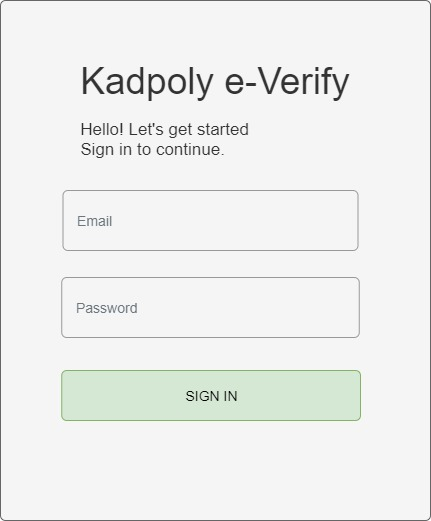 Kadpoly e-Verify
Hello! Let's get started
Sign in to continue.
Email
Password
SIGN IN